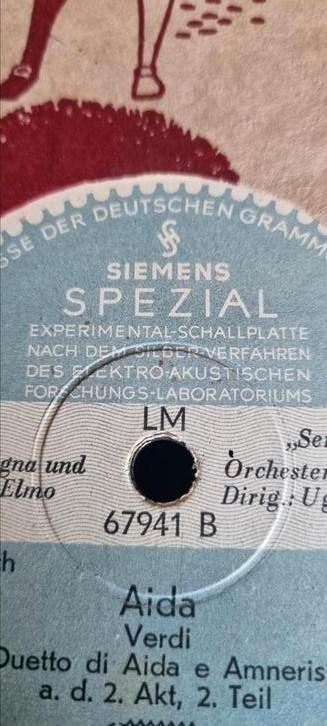 SSE DER DEUTSCHEN GRAMM
SIEMENS
SPEZIAL
EXPERIMENTAL-SCHALLPLATTE
NACH DEM SILBER-VERFAHREN
DES ELEKTRO-AKUSTISCHEN
FORSCHUNGS-LABORATORIUMS
LM
„Sei
gna und
Orchester
Elmo
Dirig.: Ug
67941 B
h
Aida
Verdi
Duetto di Aida e Amneris
a. d. 2. Akt, 2. Teil